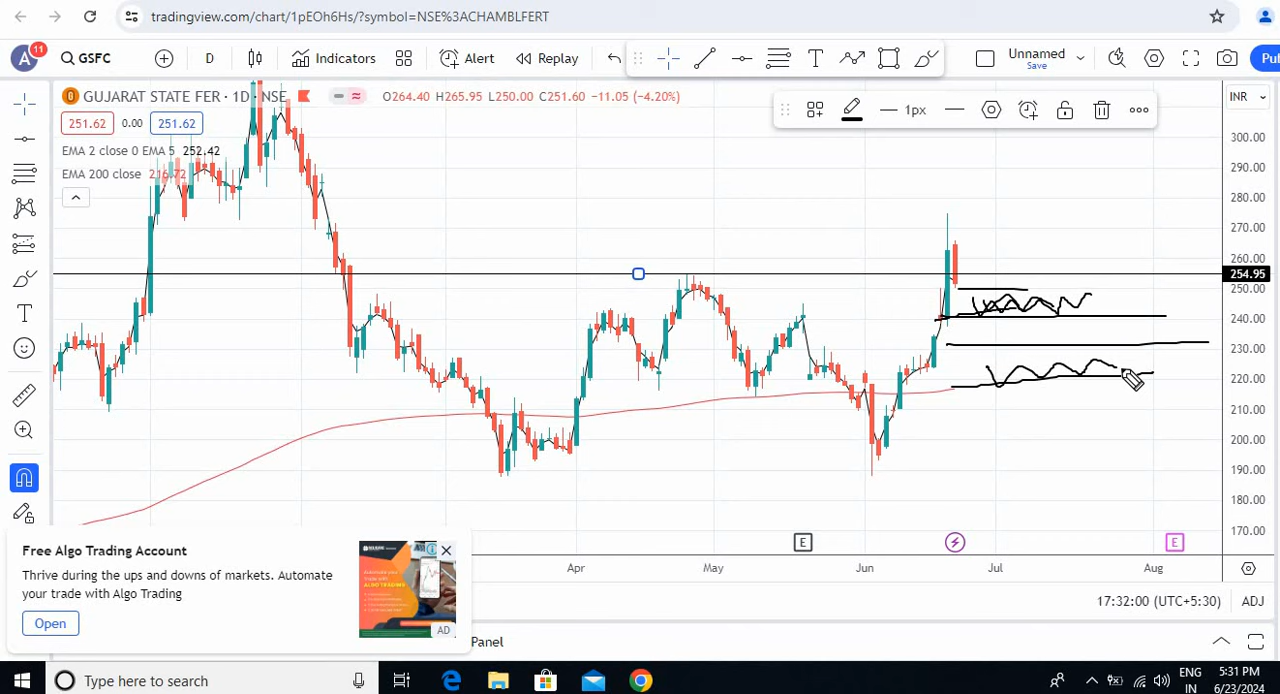 tradingview.com/chart/1pEOh6Hs/?symbol=NSE%3ACHAMBLFERT
A 11 GSFC D Indicators Alert Replay Unnamed Save Pu
GUJARAT STATE FER · 1D · NSE O264.40 H265.95 L250.00 C251.60 −11.05 (−4.20%)
1px
INR
251.62 0.00 251.62
EMA 2 close 0 EMA 5 252.42
EMA 200 close 216.72
300.00
290.00
280.00
270.00
260.00
254.95
250.00
240.00
230.00
220.00
210.00
200.00
190.00
180.00
170.00
E E
Apr May Jun Jul Aug
Free Algo Trading Account
Thrive during the ups and downs of markets. Automate
your trade with Algo Trading
Open
AD
17:32:00 (UTC+5:30) ADJ
Panel
Type here to search
ENG
IN
5:31 PM
6/23/2024